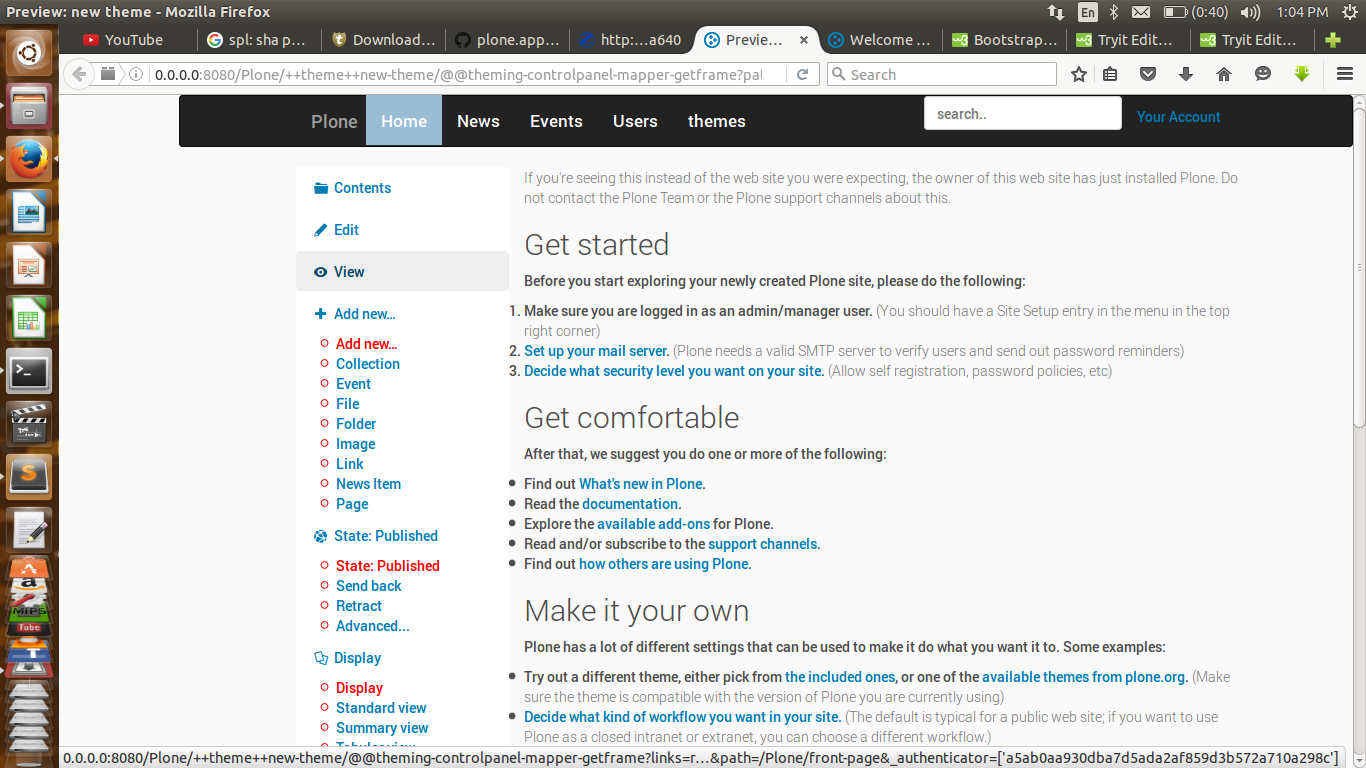 Preview: new theme - Mozilla Firefox
En
(0:40)
1:04 PM
YouTube
spl: sha p...
Download...
plone.app...
http:...a640
Previe...
Welcome ...
Bootstrap...
Tryit Edit...
Tryit Edit...
0.0.0.0:8080/Plone/++theme++new-theme/@@theming-controlpanel-mapper-getframe?pat
Search
Plone
Home
News
Events
Users
themes
search..
Your Account
Contents
Edit
View
Add new...
Add new...
Collection
Event
File
Folder
Image
Link
News Item
Page
State: Published
State: Published
Send back
Retract
Advanced...
Display
Display
Standard view
Summary view
Tabular view
If you're seeing this instead of the web site you were expecting, the owner of this web site has just installed Plone. Do
not contact the Plone Team or the Plone support channels about this.
Get started
Before you start exploring your newly created Plone site, please do the following:
1. Make sure you are logged in as an admin/manager user. (You should have a Site Setup entry in the menu in the top
right corner)
2. Set up your mail server. (Plone needs a valid SMTP server to verify users and send out password reminders)
3. Decide what security level you want on your site. (Allow self registration, password policies, etc)
Get comfortable
After that, we suggest you do one or more of the following:
Find out What's new in Plone.
Read the documentation.
Explore the available add-ons for Plone.
Read and/or subscribe to the support channels.
Find out how others are using Plone.
Make it your own
Plone has a lot of different settings that can be used to make it do what you want it to. Some examples:
Try out a different theme, either pick from the included ones, or one of the available themes from plone.org. (Make
sure the theme is compatible with the version of Plone you are currently using)
Decide what kind of workflow you want in your site. (The default is typical for a public web site; if you want to use
Plone as a closed intranet or extranet, you can choose a different workflow.)
MIPS
Tube
0.0.0.0:8080/Plone/++theme++new-theme/@@theming-controlpanel-mapper-getframe?links=r...&path=/Plone/front-page&_authenticator=['a5ab0aa930dba7d5ada2af859d3b572a710a298c']